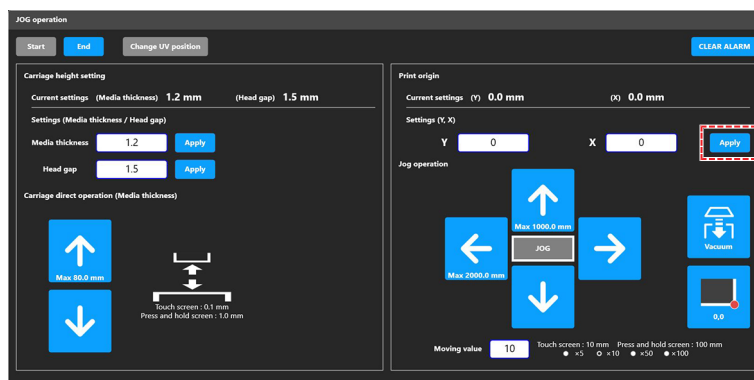 JOG operation
Start End Change UV position CLEAR ALARM
Carriage height setting
Current settings (Media thickness) 1.2 mm (Head gap) 1.5 mm
Settings (Media thickness / Head gap)
Media thickness 1.2 Apply
Head gap 1.5 Apply
Carriage direct operation (Media thickness)
Max 80.0 mm
Touch screen : 0.1 mm
Press and hold screen : 1.0 mm
Print origin
Current settings (Y) 0.0 mm (X) 0.0 mm
Settings (Y, X)
Y 0 X 0 Apply
Jog operation
Max 1000.0 mm
JOG
Max 2000.0 mm
Vacuum
0,0
Moving value 10 Touch screen : 10 mm Press and hold screen : 100 mm
×5 ×10 ×50 ×100